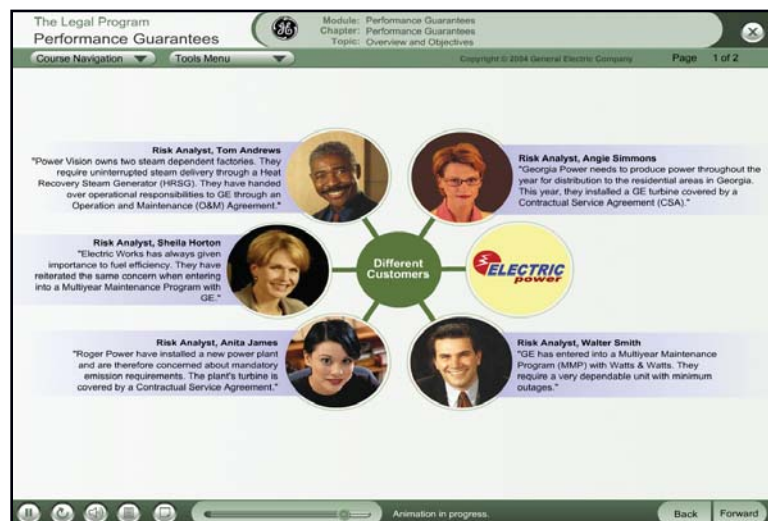 The Legal Program
Performance Guarantees
Module: Performance Guarantees
Chapter: Performance Guarantees
Topic: Overview and Objectives
Course Navigation
Tools Menu
Copyright © 2004 General Electric Company
Page 1 of 2
Risk Analyst, Tom Andrews
"Power Vision owns two steam dependent factories. They
require uninterrupted steam delivery through a Heat
Recovery Steam Generator (HRSG). They have handed
over operational responsibilities to GE through an
Operation and Maintenance (O&M) Agreement."
Risk Analyst, Angie Simmons
"Georgia Power needs to produce power throughout the
year for distribution to the residential areas in Georgia.
This year, they installed a GE turbine covered by a
Contractual Service Agreement (CSA)."
Risk Analyst, Sheila Horton
"Electric Works has always given
importance to fuel efficiency. They have
reiterated the same concern when entering
into a Multiyear Maintenance Program with
GE."
Different
Customers
ELECTRIC
power
Risk Analyst, Anita James
"Roger Power have installed a new power plant
and are therefore concerned about mandatory
emission requirements. The plant's turbine is
covered by a Contractual Service Agreement."
Risk Analyst, Walter Smith
"GE has entered into a Multiyear Maintenance
Program (MMP) with Watts & Watts. They
require a very dependable unit with minimum
outages."
Animation in progress.
Back
Forward